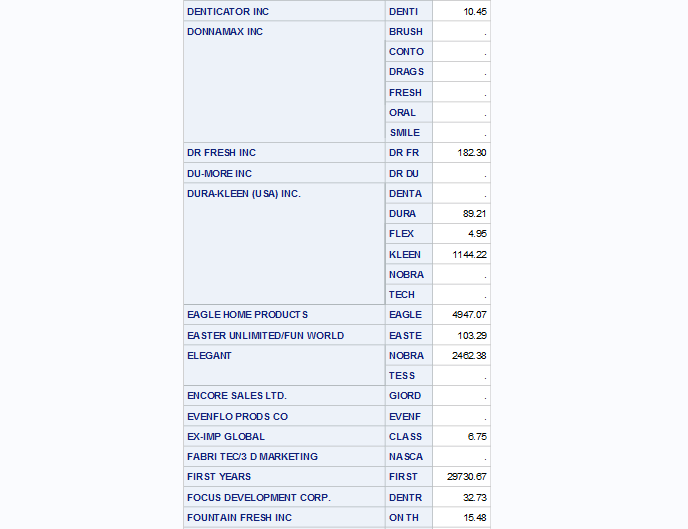 DENTICATOR INC DENTI 10.45
DONNAMAX INC BRUSH .
CONTO .
DRAGS .
FRESH .
ORAL .
SMILE .
DR FRESH INC DR FR 182.30
DU-MORE INC DR DU .
DURA-KLEEN (USA) INC. DENTA .
DURA 89.21
FLEX 4.95
KLEEN 1144.22
NOBRA .
TECH .
EAGLE HOME PRODUCTS EAGLE 4947.07
EASTER UNLIMITED/FUN WORLD EASTE 103.29
ELEGANT NOBRA 2462.38
TESS .
ENCORE SALES LTD. GIORD .
EVENFLO PRODS CO EVENF .
EX-IMP GLOBAL CLASS 6.75
FABRI TEC/3 D MARKETING NASCA .
FIRST YEARS FIRST 29730.67
FOCUS DEVELOPMENT CORP. DENTR 32.73
FOUNTAIN FRESH INC ON TH 15.48